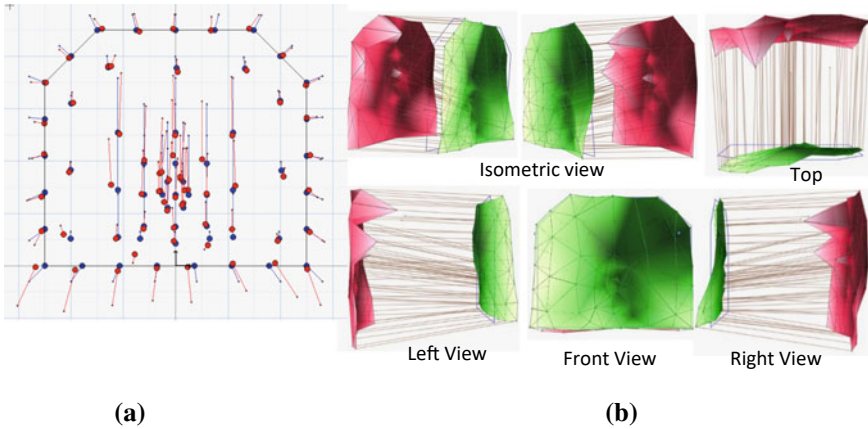 Isometric view
Top
Left View
Front View
Right View
(a)
(b)